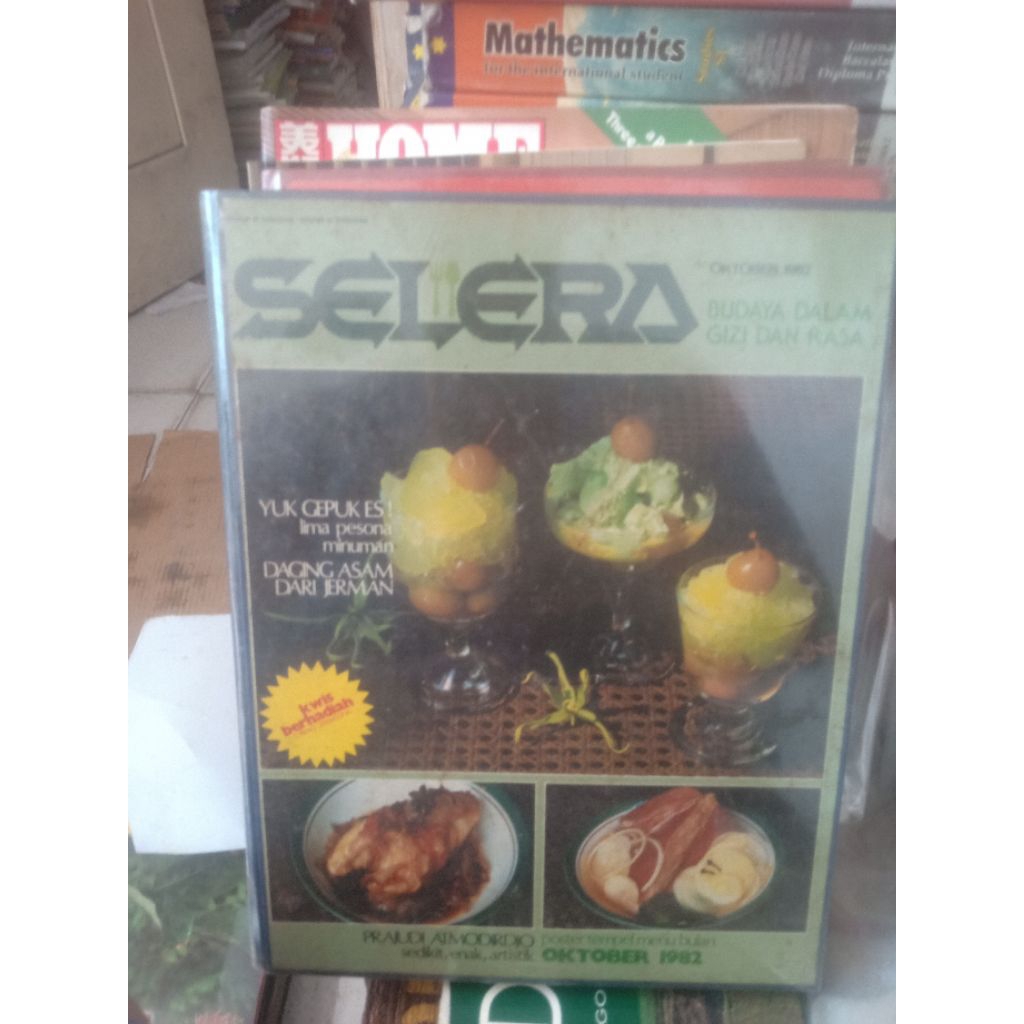 Mathematics
for the international student
HOME
SELERA
OKTOBER 1982
BUDAYA DALAM
GIZI DAN RASA
YUK GEPUK ES!
lima pesona
minuman
DAGING ASAM
DARI JERMAN
kwis
berhadiah
PRAJUDI ATMODIRDJO
sedikit, enak, artistik
poster tempel menu bulan
OKTOBER 1982
D
GO